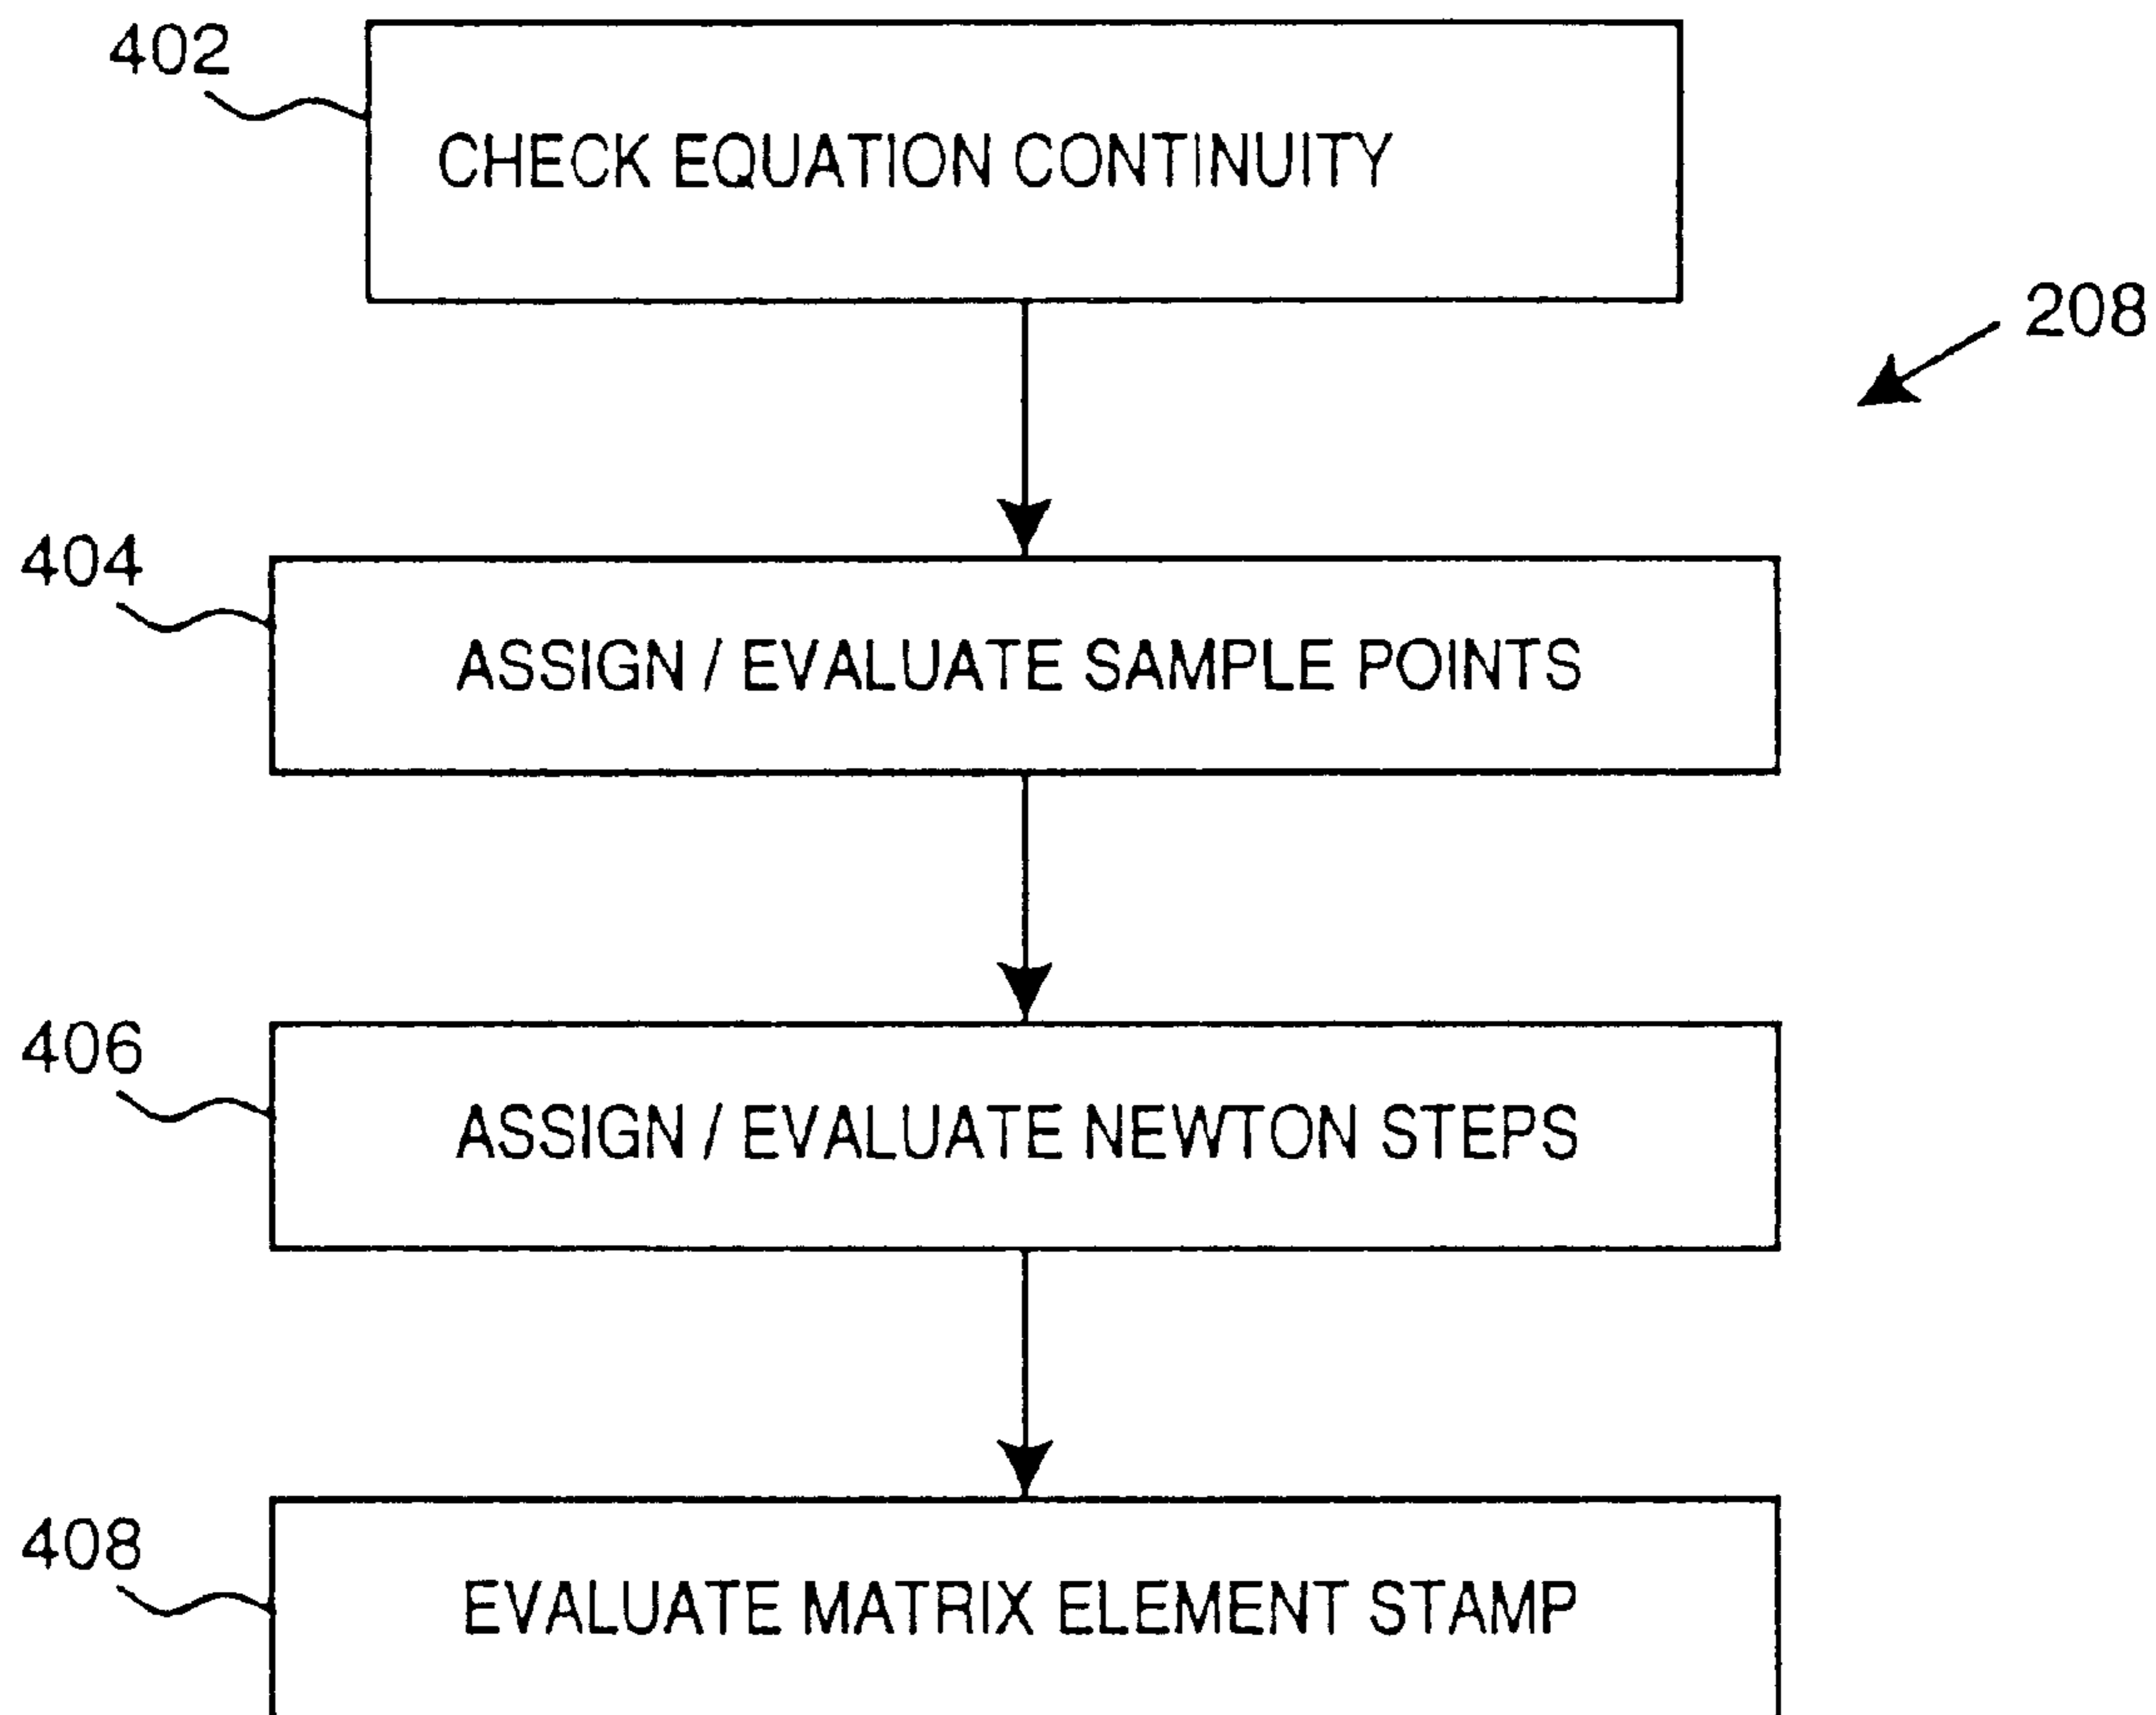 402
CHECK EQUATION CONTINUITY
208
404
ASSIGN / EVALUATE SAMPLE POINTS
406
ASSIGN / EVALUATE NEWTON STEPS
408
EVALUATE MATRIX ELEMENT STAMP